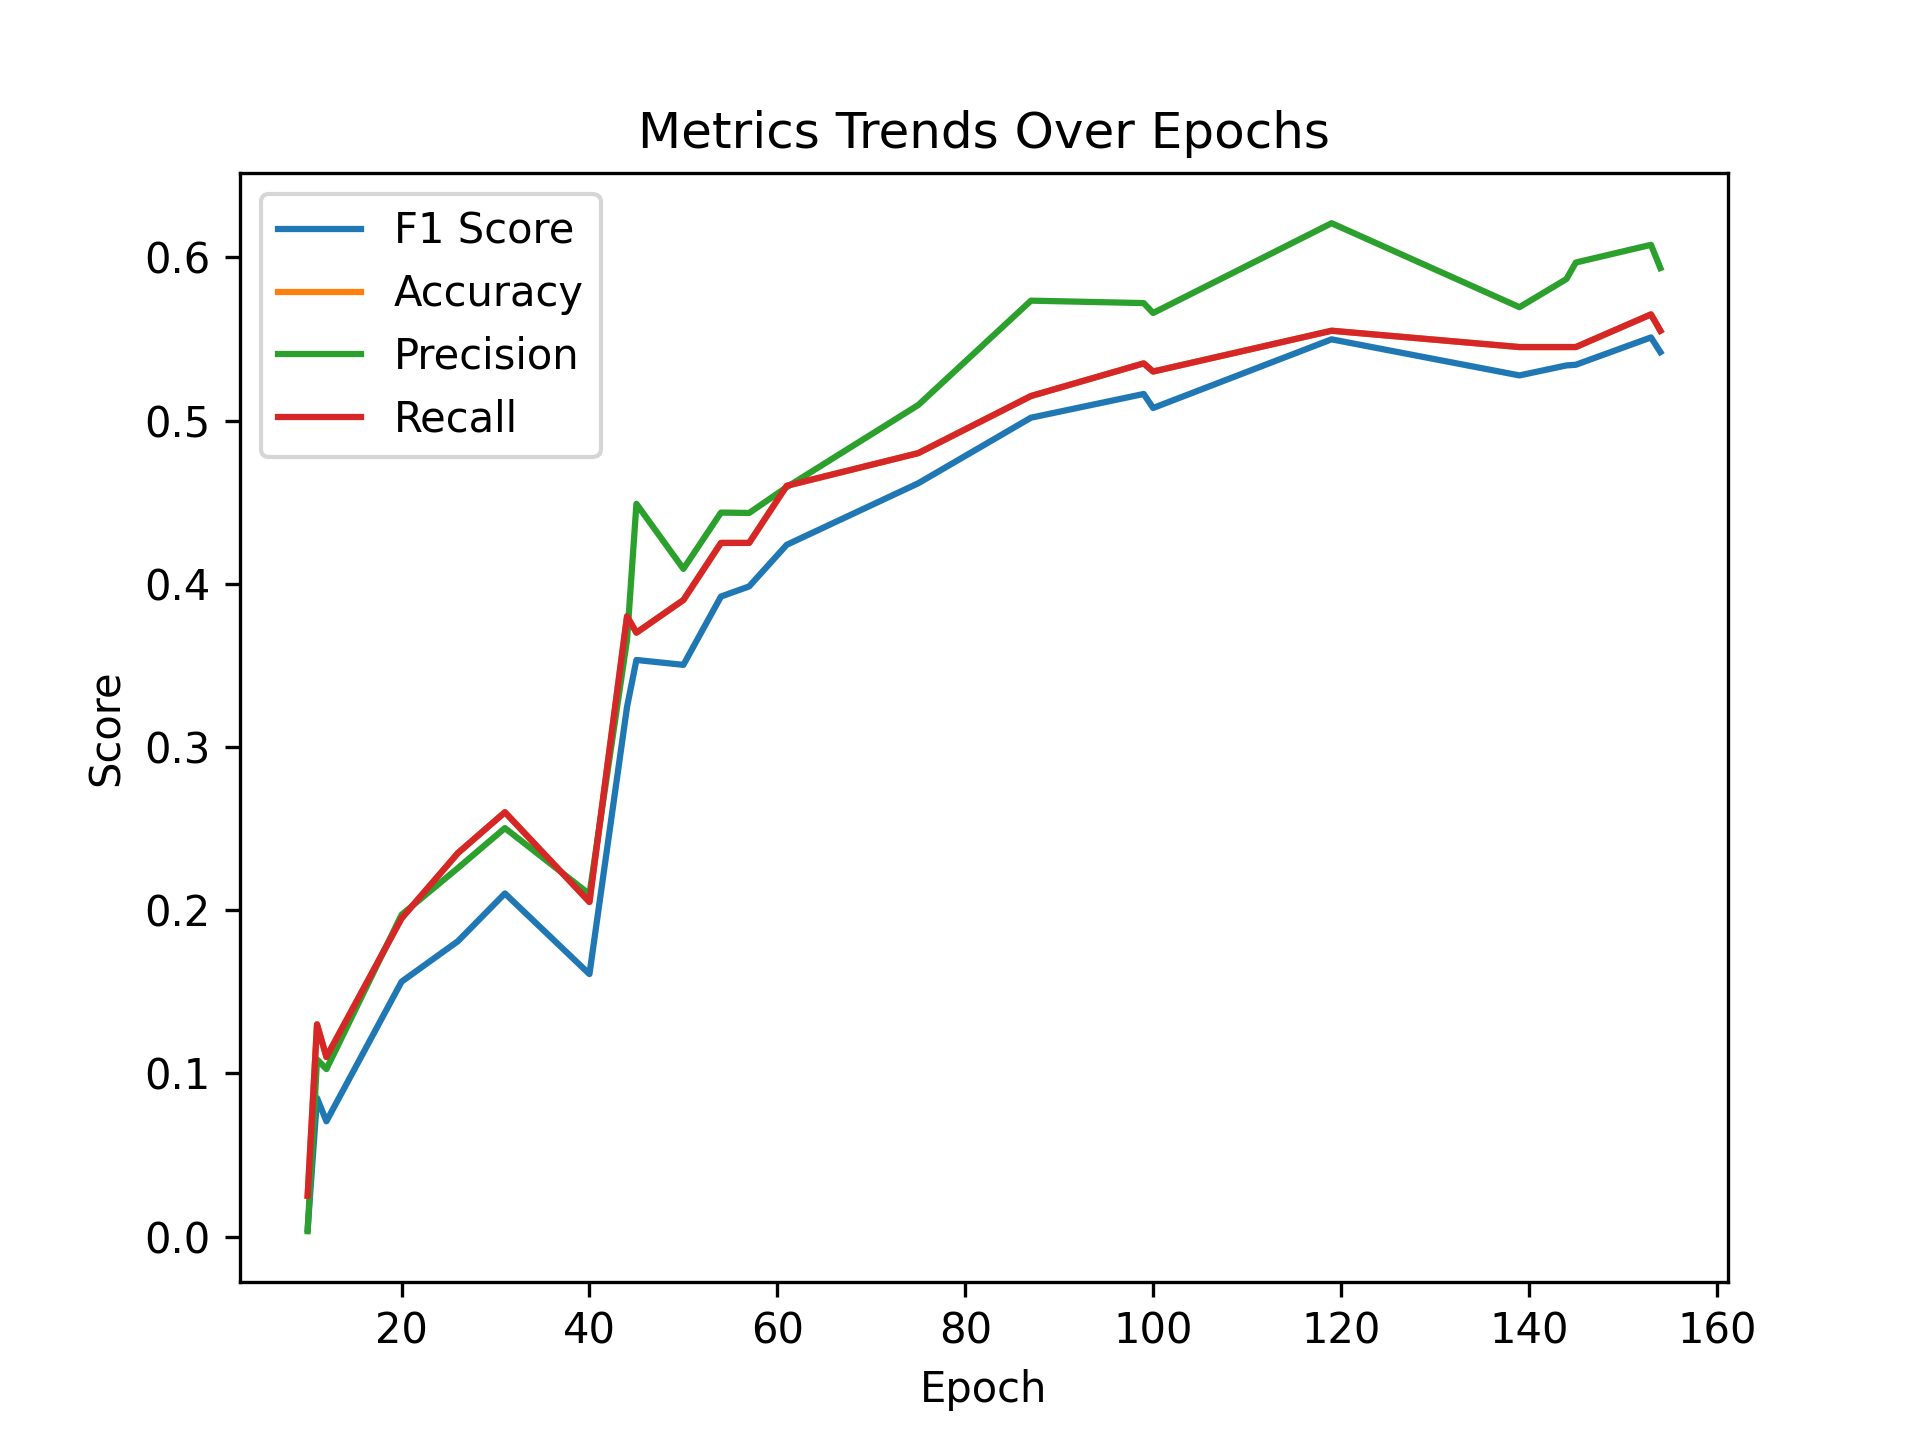 Metrics Trends Over Epochs
F1 Score
Accuracy
Precision
Recall
0.6
0.5
0.4
0.3
0.2
0.1
0.0
Score
20 40 60 80 100 120 140 160
Epoch